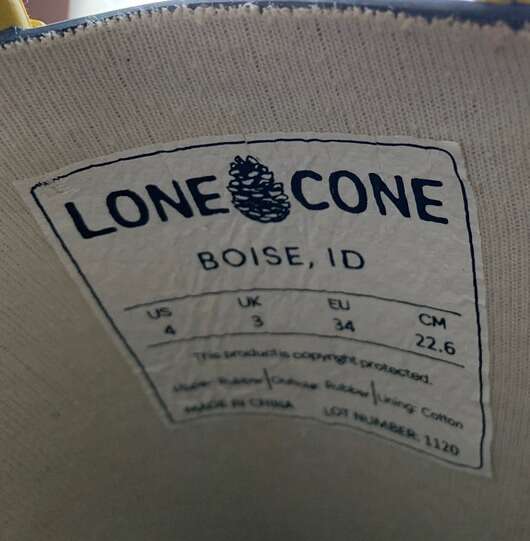 LONE CONE
BOISE, ID
US UK EU CM
4 3 34 22.6
This product is copyright protected.
Upper: Rubber | Outsole: Rubber | Lining: Cotton
MADE IN CHINA LOT NUMBER: 1120